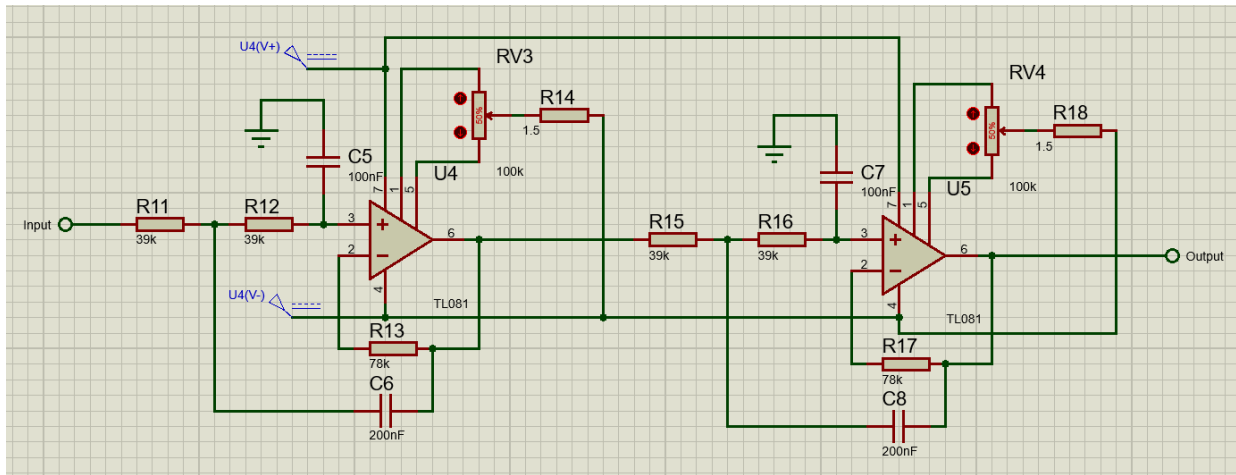 U4(V+)
RV3
50%
R14
1.5
100k
C5
100nF
U4
7
1
5
Input
R11
39k
R12
39k
3
2
6
4
TL081
U4(V-)
R13
78k
C6
200nF
RV4
50%
R18
1.5
100k
C7
100nF
U5
7
1
5
R15
39k
R16
39k
3
2
6
4
TL081
Output
R17
78k
C8
200nF